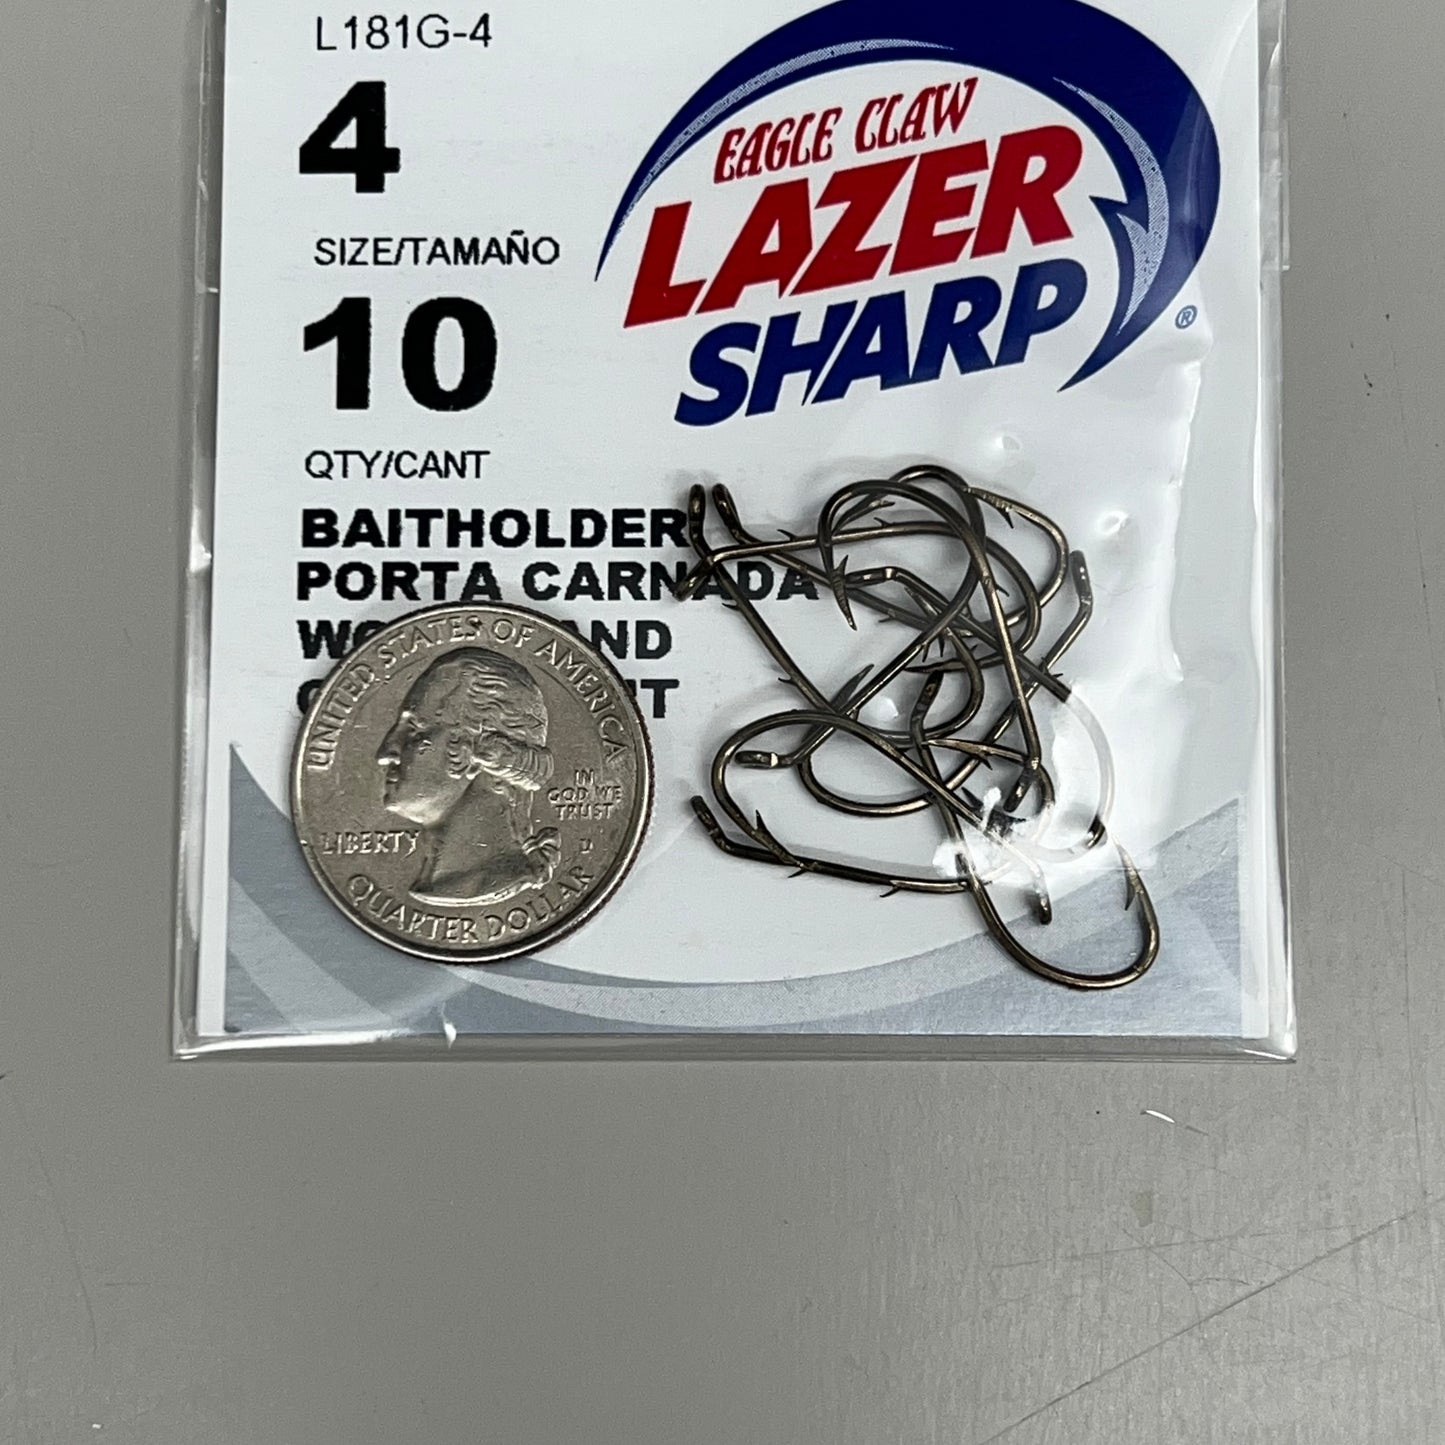 L181G-4
4
SIZE/TAMAÑO
10
QTY/CANT
EAGLE CLAW
LAZER
SHARP
®
BAITHOLDER
PORTA CARNADA
AND
UNITED STATES OF AMERICA
LIBERTY
IN
GOD WE
TRUST
D
QUARTER DOLLAR